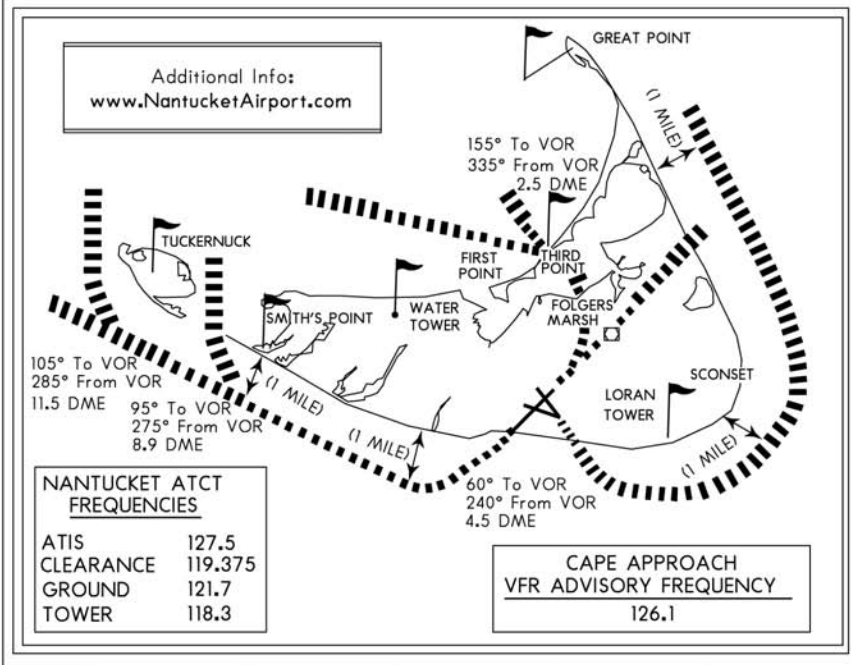 Additional Info:
www.NantucketAirport.com
GREAT POINT
(1 MILE)
155° To VOR
335° From VOR
2.5 DME
TUCKERNUCK
FIRST
POINT
THIRD
POINT
SMITH'S POINT
WATER
TOWER
FOLGERS
MARSH
105° To VOR
285° From VOR
11.5 DME
95° To VOR
275° From VOR
8.9 DME
(1 MILE)
(1 MILE)
SCONSET
LORAN
TOWER
(1 MILE)
60° To VOR
240° From VOR
4.5 DME
NANTUCKET ATCT
FREQUENCIES
ATIS 127.5
CLEARANCE 119.375
GROUND 121.7
TOWER 118.3
CAPE APPROACH
VFR ADVISORY FREQUENCY
126.1